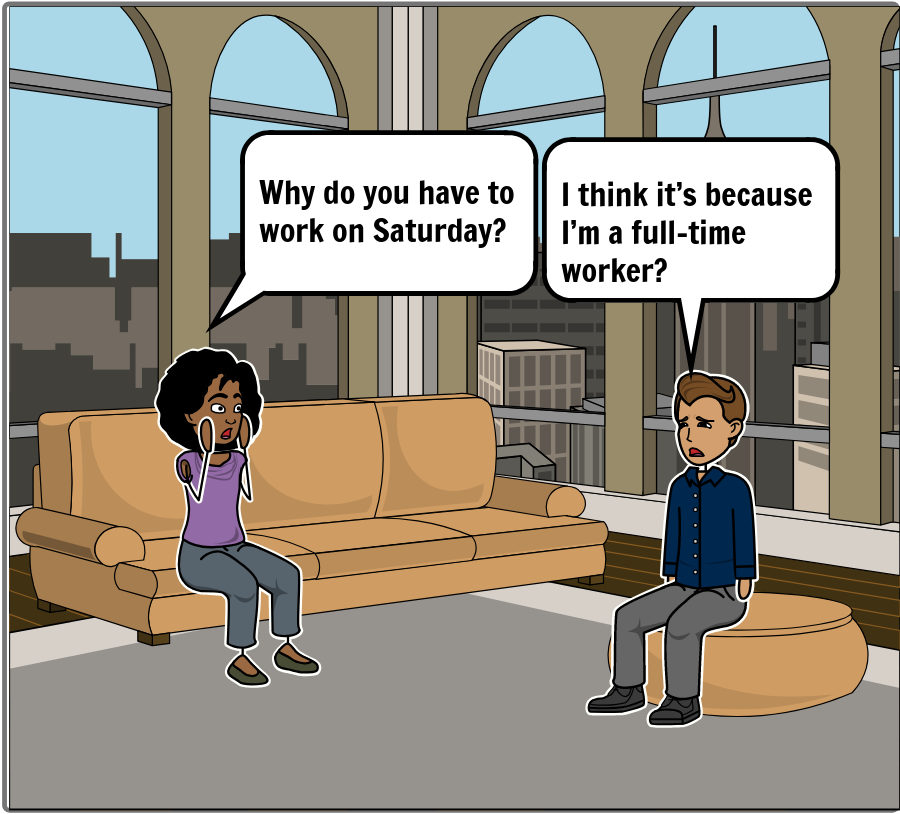 Why do you have to
work on Saturday?
I think it’s because
I’m a full-time
worker?